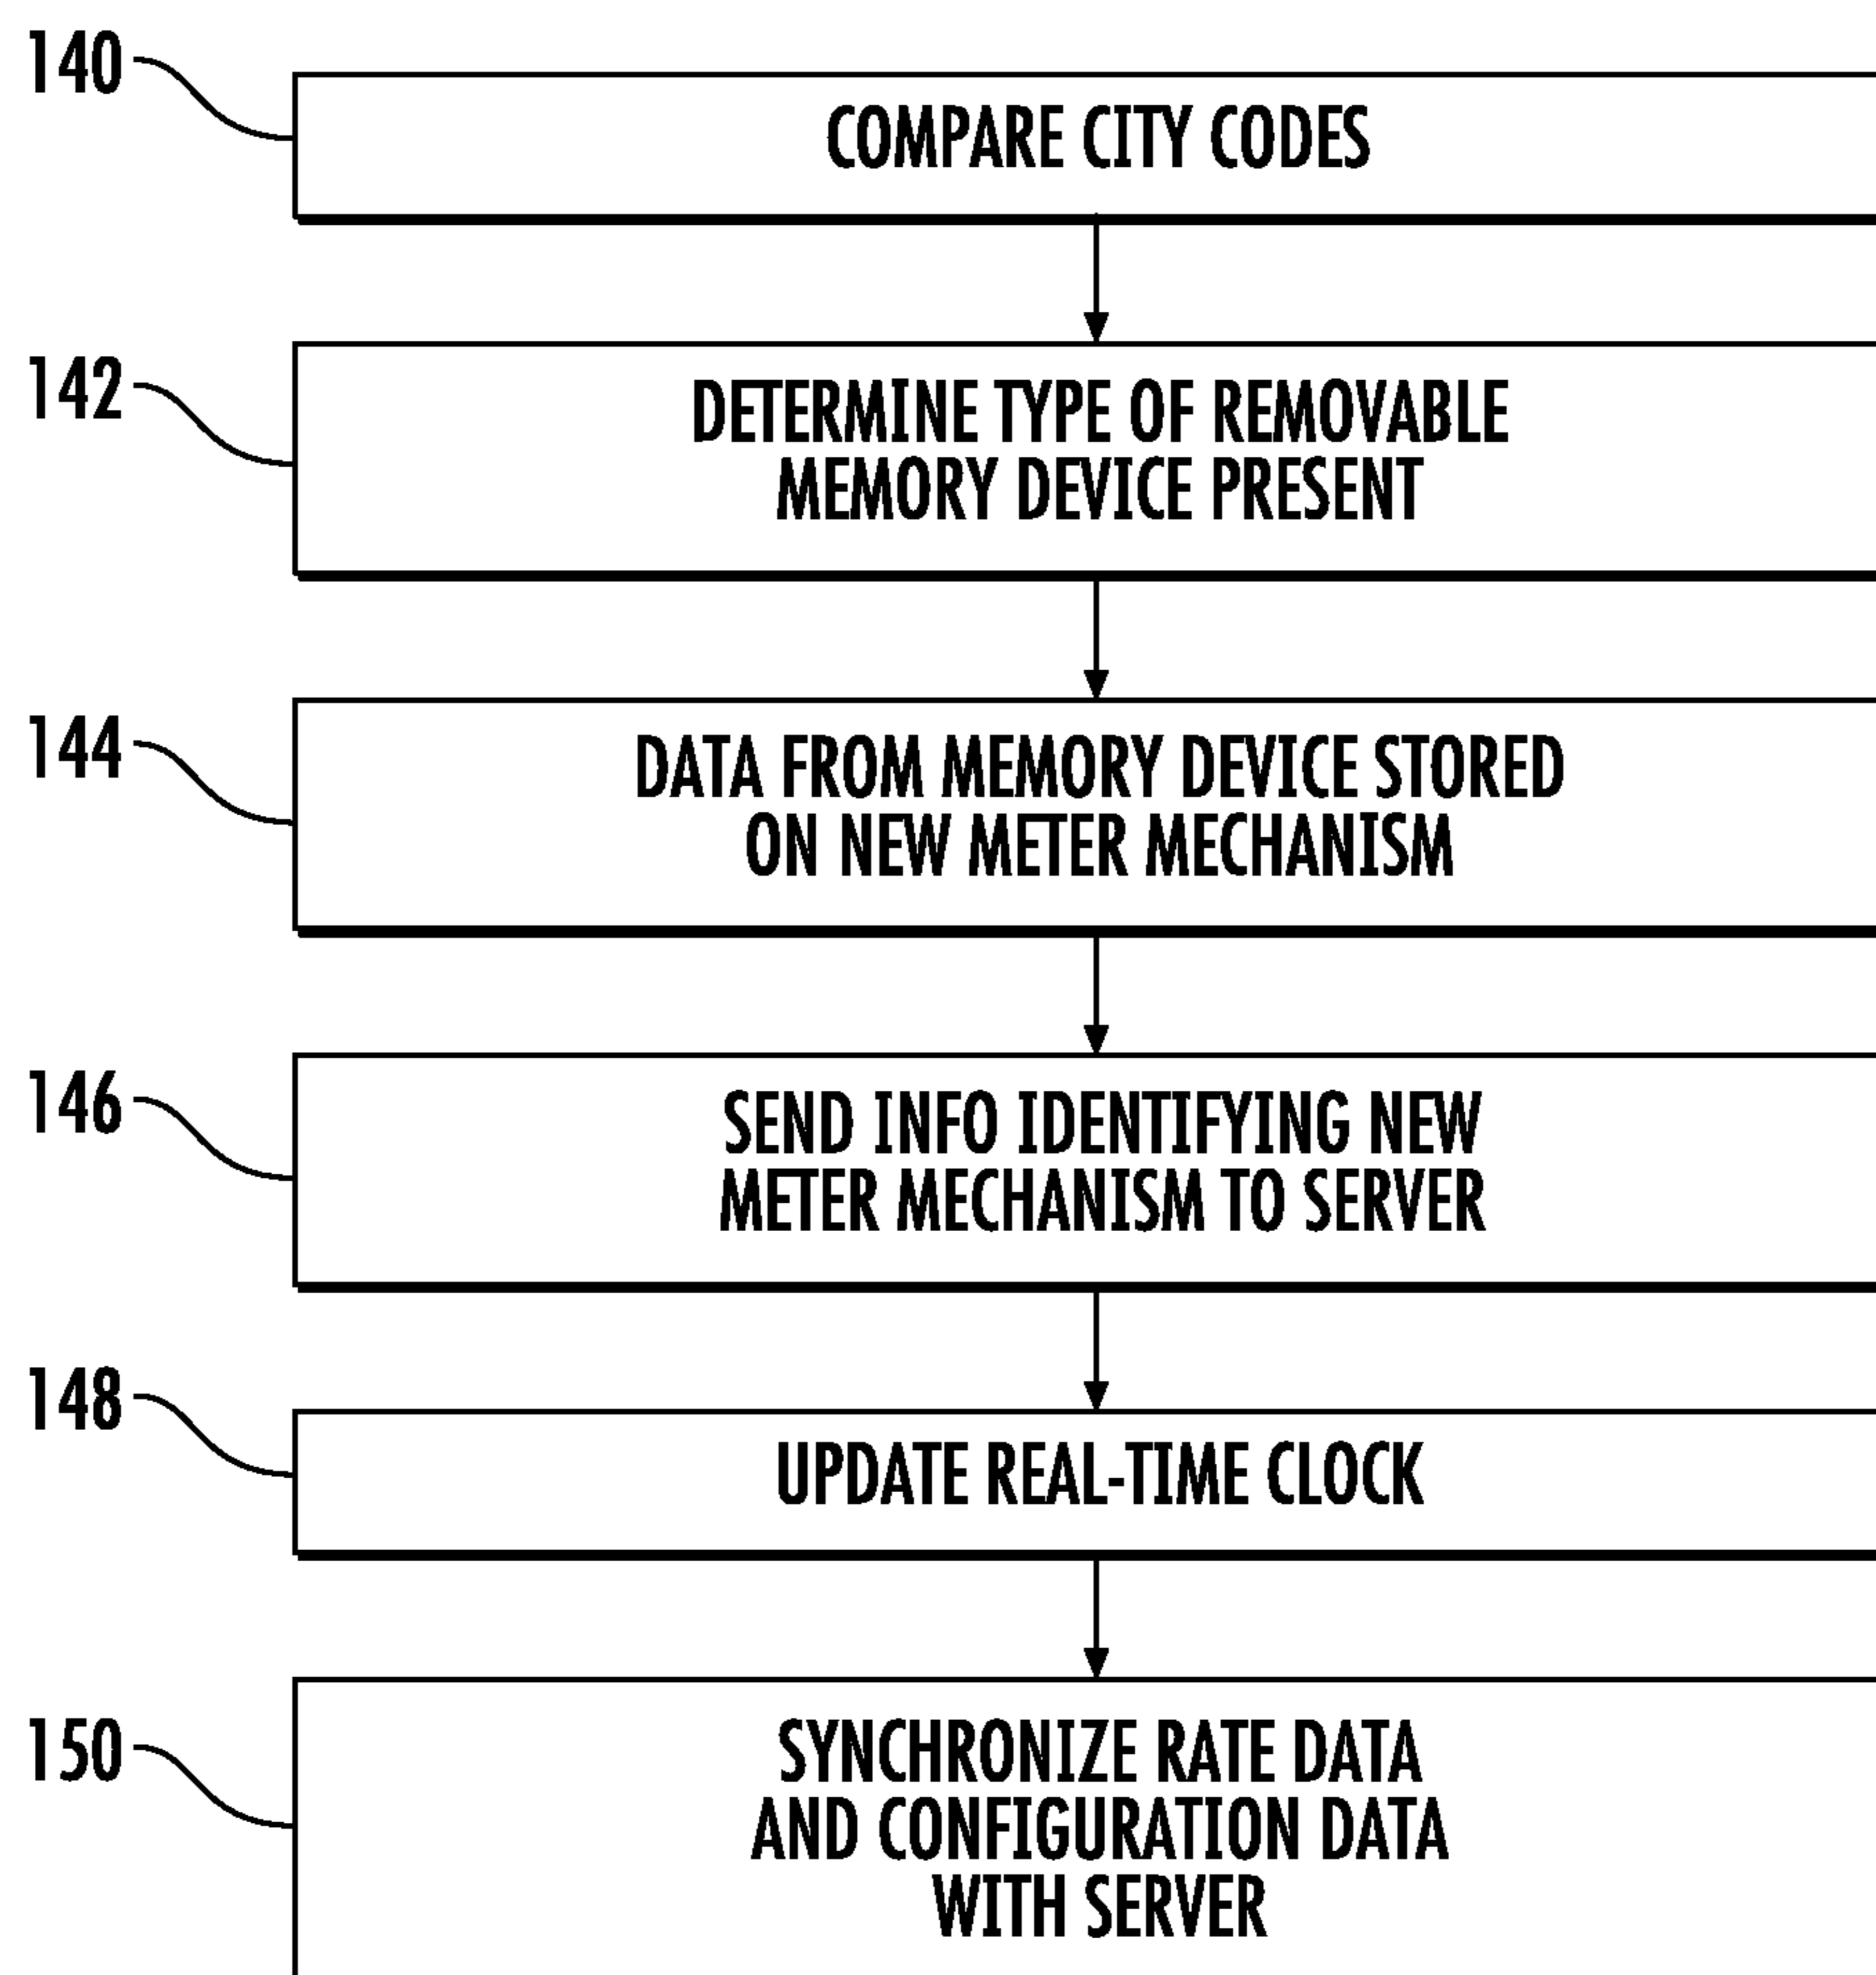 140
COMPARE CITY CODES
142
DETERMINE TYPE OF REMOVABLE
MEMORY DEVICE PRESENT
144
DATA FROM MEMORY DEVICE STORED
ON NEW METER MECHANISM
146
SEND INFO IDENTIFYING NEW
METER MECHANISM TO SERVER
148
UPDATE REAL-TIME CLOCK
150
SYNCHRONIZE RATE DATA
AND CONFIGURATION DATA
WITH SERVER